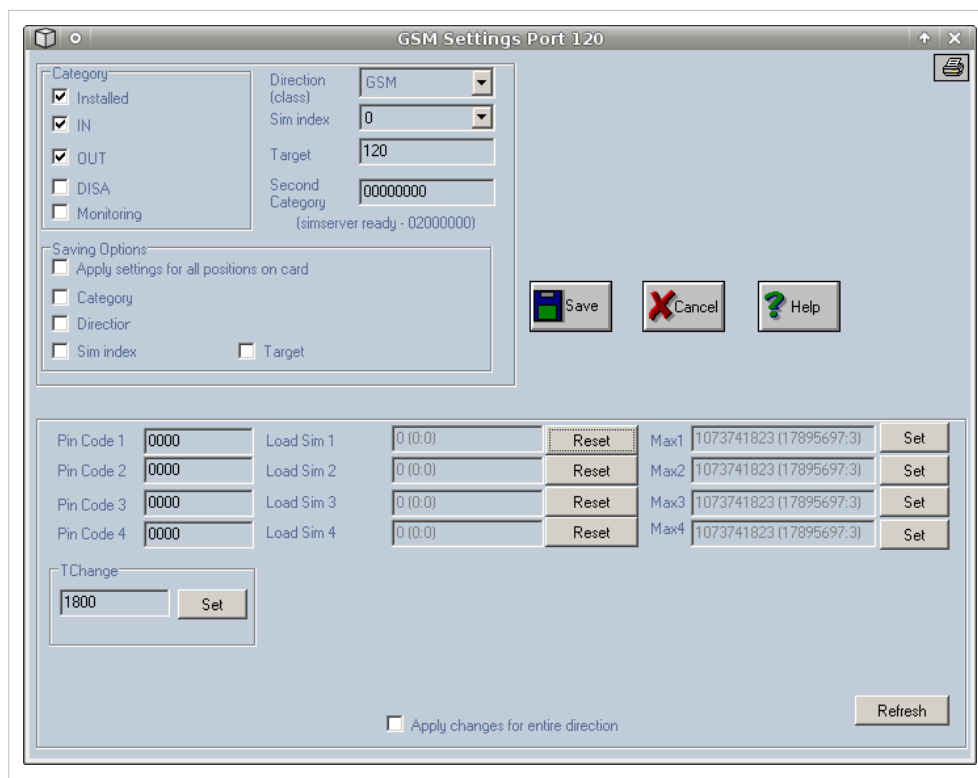 GSM Settings Port 120
Category
Installed
IN
OUT
DISA
Monitoring
Direction
(class)
GSM
Sim index
0
Target
120
Second
Category
00000000
(simserver ready - 02000000)
Saving Options
Apply settings for all positions on card
Category
Direction
Sim index
Target
Save
Cancel
Help
Pin Code 1 0000 Load Sim 1 0 (0:0) Reset Max1 1073741823 (17895697:3) Set
Pin Code 2 0000 Load Sim 2 0 (0:0) Reset Max2 1073741823 (17895697:3) Set
Pin Code 3 0000 Load Sim 3 0 (0:0) Reset Max3 1073741823 (17895697:3) Set
Pin Code 4 0000 Load Sim 4 0 (0:0) Reset Max4 1073741823 (17895697:3) Set
TChange
1800 Set
Refresh
Apply changes for entire direction